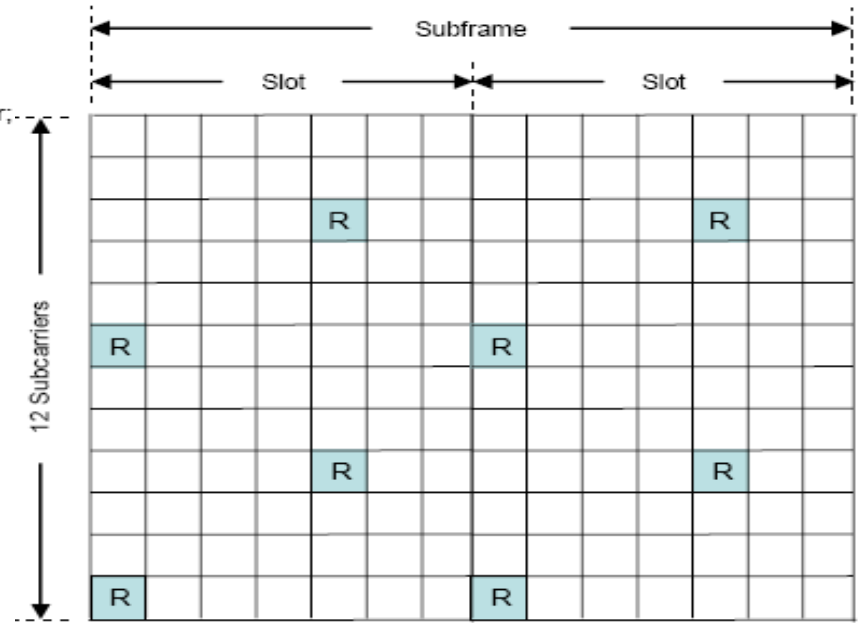 Subframe
Slot Slot
r;
R R
R R
12 Subcarriers
R R
R R